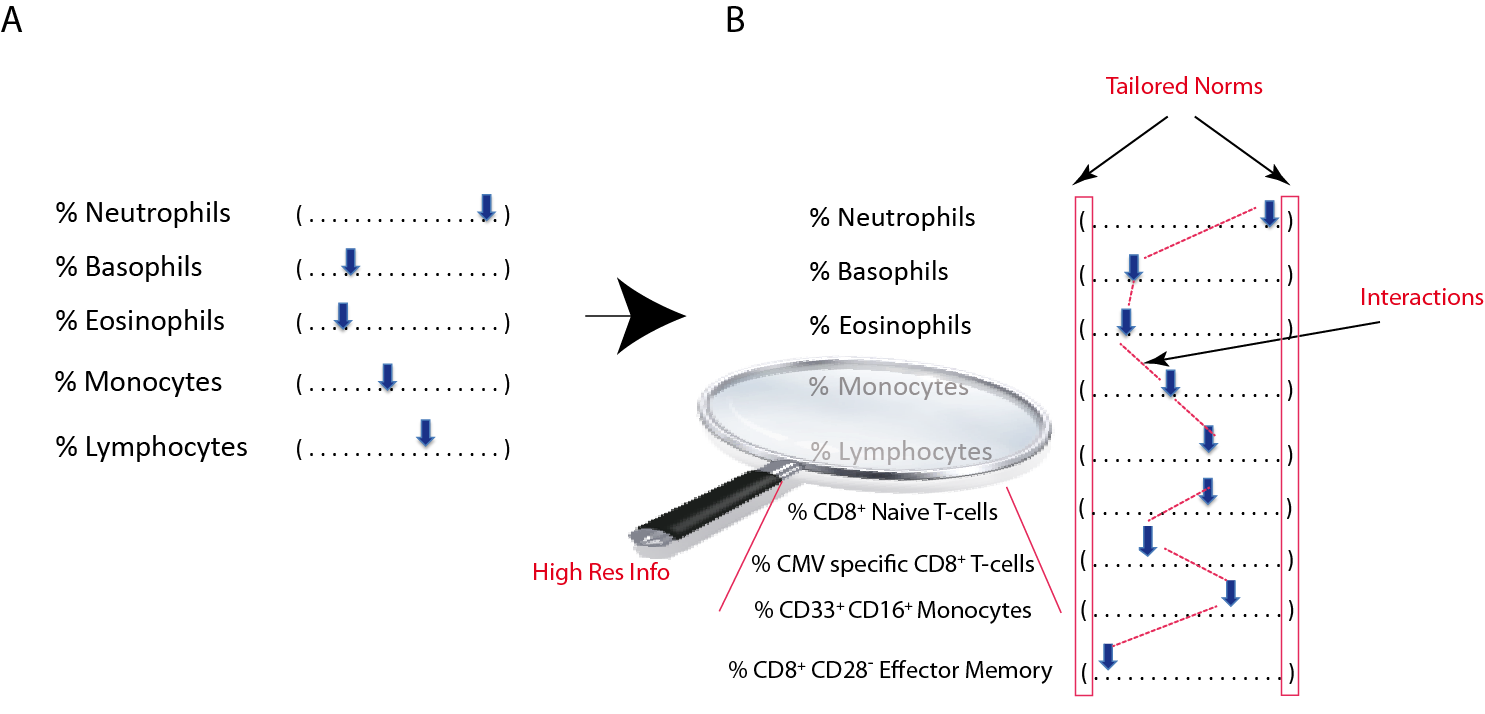 A
% Neutrophils ( . . . . . . . . . . . . . . . . . )
% Basophils ( . . . . . . . . . . . . . . . . . )
% Eosinophils ( . . . . . . . . . . . . . . . . . )
% Monocytes ( . . . . . . . . . . . . . . . . . )
% Lymphocytes ( . . . . . . . . . . . . . . . . . )
B
Tailored Norms
% Neutrophils ( . . . . . . . . . . . . . . . . . )
% Basophils ( . . . . . . . . . . . . . . . . . )
Interactions
% Eosinophils ( . . . . . . . . . . . . . . . . . )
% Monocytes ( . . . . . . . . . . . . . . . . . )
% Lymphocytes ( . . . . . . . . . . . . . . . . . )
% CD8⁺ Naive T-cells ( . . . . . . . . . . . . . . . . . )
High Res Info
% CMV specific CD8⁺ T-cells ( . . . . . . . . . . . . . . . . . )
% CD33⁺ CD16⁺ Monocytes ( . . . . . . . . . . . . . . . . . )
% CD8⁺ CD28⁻ Effector Memory ( . . . . . . . . . . . . . . . . . )